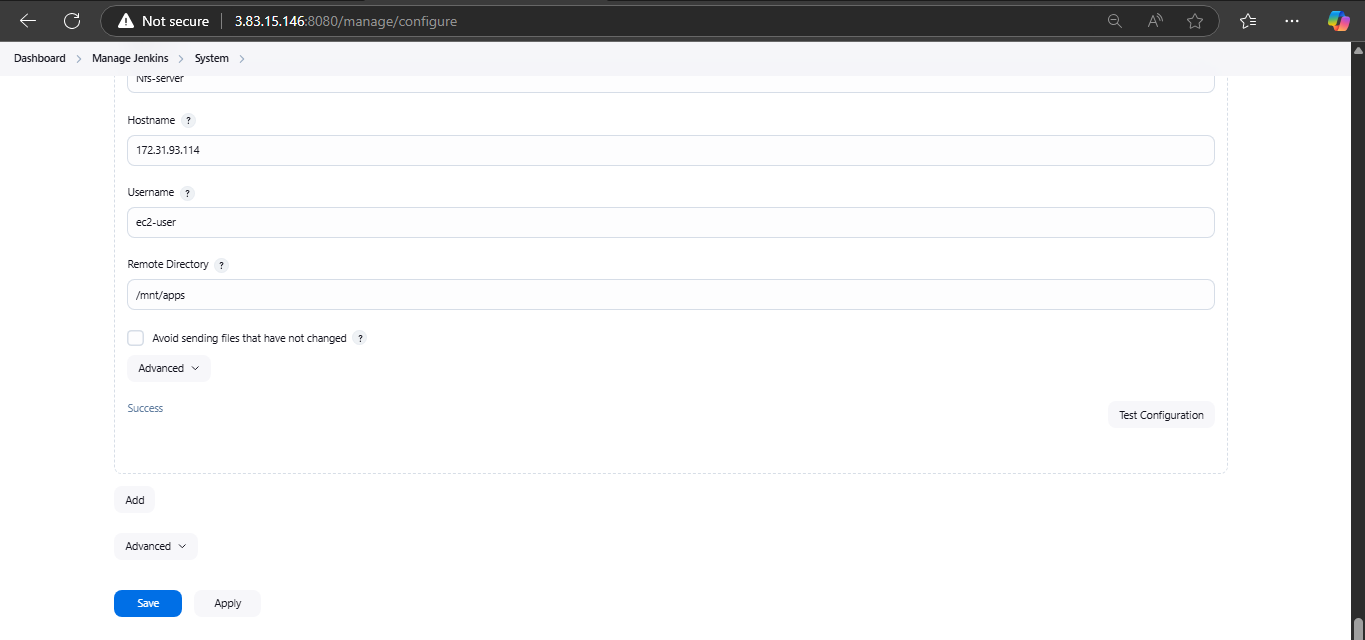 Not secure 3.83.15.146:8080/manage/configure
Dashboard Manage Jenkins System
Nfs-server
Hostname ?
172.31.93.114
Username ?
ec2-user
Remote Directory ?
/mnt/apps
Avoid sending files that have not changed ?
Advanced
Success
Test Configuration
Add
Advanced
Save Apply